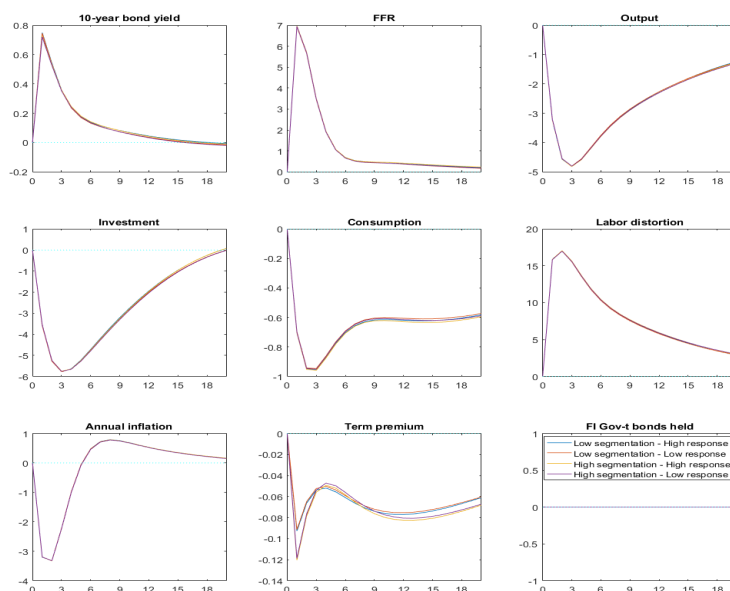 10-year bond yield
0.8
0.6
0.4
0.2
0
-0.2
0 3 6 9 12 15 18
FFR
7
6
5
4
3
2
1
0
0 3 6 9 12 15 18
Output
0
-1
-2
-3
-4
-5
0 3 6 9 12 15 18
Investment
1
0
-1
-2
-3
-4
-5
-6
0 3 6 9 12 15 18
Consumption
0
-0.2
-0.4
-0.6
-0.8
-1
0 3 6 9 12 15 18
Labor distortion
20
15
10
5
0
0 3 6 9 12 15 18
Annual inflation
1
0
-1
-2
-3
-4
0 3 6 9 12 15 18
Term premium
0
-0.02
-0.04
-0.06
-0.08
-0.1
-0.12
-0.14
0 3 6 9 12 15 18
FI Gov-t bonds held
1
0.5
0
-0.5
-1
0 3 6 9 12 15 18
Low segmentation - High response
Low segmentation - Low response
High segmentation - High response
High segmentation - Low response